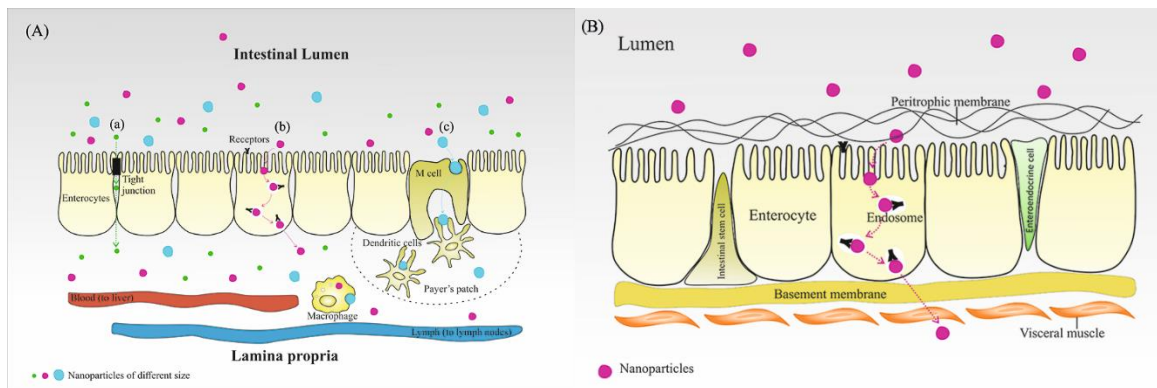 (A)
Intestinal Lumen
(a)
(b)
(c)
Receptors
Tight
junction
Enterocytes
M cell
Dendritic cells
Payer's patch
Blood (to liver)
Macrophage
Lymph (to lymph nodes)
Lamina propria
Nanoparticles of different size
(B)
Lumen
Peritrophic membrane
Intestinal stem cell
Enterocyte
Endosome
Enteroendocrine cell
Basement membrane
Visceral muscle
Nanoparticles